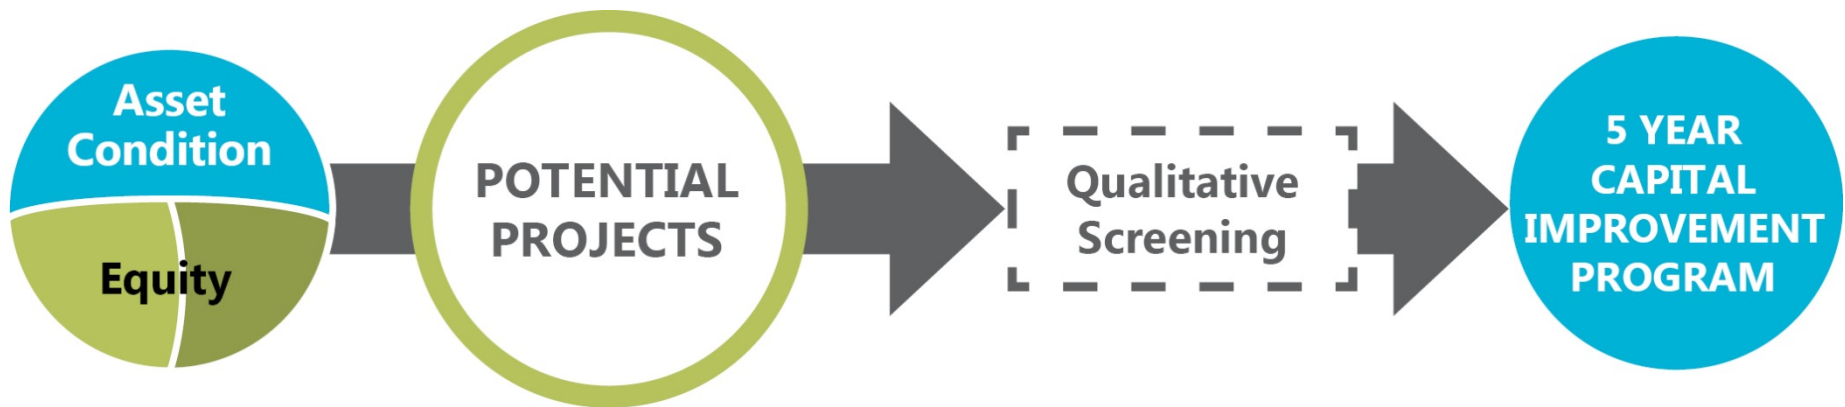 Asset
Condition
Equity
POTENTIAL
PROJECTS
Qualitative
Screening
5 YEAR
CAPITAL
IMPROVEMENT
PROGRAM